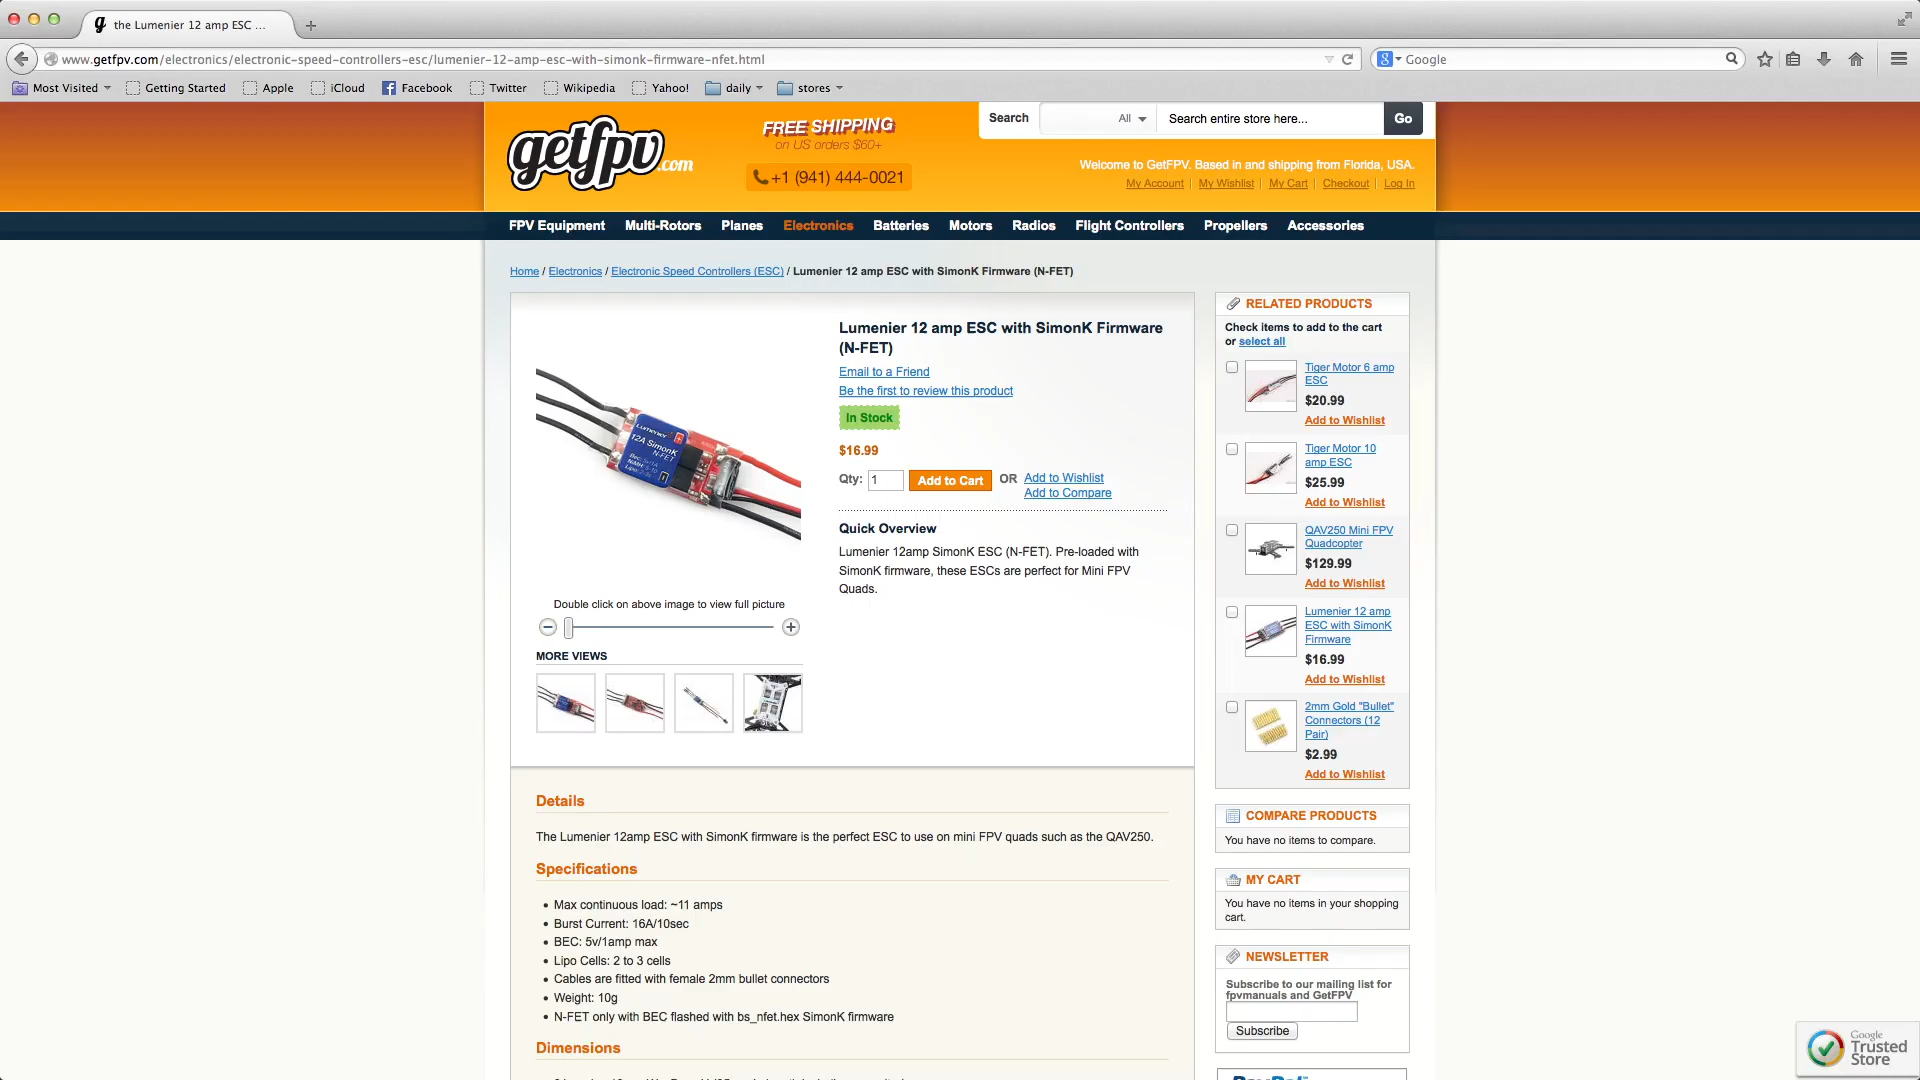 the Lumenier 12 amp ESC ...
www.getfpv.com/electronics/electronic-speed-controllers-esc/lumenier-12-amp-esc-with-simonk-firmware-nfet.html
Google
Most Visited Getting Started Apple iCloud Facebook Twitter Wikipedia Yahoo! daily stores
getfpv.com
FREE SHIPPING
on US orders $60+
+1 (941) 444-0021
Search All Search entire store here... Go
Welcome to GetFPV. Based in and shipping from Florida, USA.
My Account | My Wishlist | My Cart | Checkout | Log In
FPV Equipment Multi-Rotors Planes Electronics Batteries Motors Radios Flight Controllers Propellers Accessories
Home / Electronics / Electronic Speed Controllers (ESC) / Lumenier 12 amp ESC with SimonK Firmware (N-FET)
Lumenier
12A SimonK
N-FET
Lumenier 12 amp ESC with SimonK Firmware
(N-FET)
Email to a Friend
Be the first to review this product
In Stock
$16.99
Qty: 1 Add to Cart OR Add to Wishlist
Add to Compare
Quick Overview
Lumenier 12amp SimonK ESC (N-FET). Pre-loaded with
SimonK firmware, these ESCs are perfect for Mini FPV
Quads.
Double click on above image to view full picture
MORE VIEWS
Details
The Lumenier 12amp ESC with SimonK firmware is the perfect ESC to use on mini FPV quads such as the QAV250.
Specifications
• Max continuous load: ~11 amps
• Burst Current: 16A/10sec
• BEC: 5v/1amp max
• Lipo Cells: 2 to 3 cells
• Cables are fitted with female 2mm bullet connectors
• Weight: 10g
• N-FET only with BEC flashed with bs_nfet.hex SimonK firmware
Dimensions
RELATED PRODUCTS
Check items to add to the cart
or select all
Tiger Motor 6 amp
ESC
$20.99
Add to Wishlist
Tiger Motor 10
amp ESC
$25.99
Add to Wishlist
QAV250 Mini FPV
Quadcopter
$129.99
Add to Wishlist
Lumenier 12 amp
ESC with SimonK
Firmware
$16.99
Add to Wishlist
2mm Gold "Bullet"
Connectors (12
Pair)
$2.99
Add to Wishlist
COMPARE PRODUCTS
You have no items to compare.
MY CART
You have no items in your shopping
cart.
NEWSLETTER
Subscribe to our mailing list for
fpvmanuals and GetFPV
Subscribe
Google
Trusted
Store